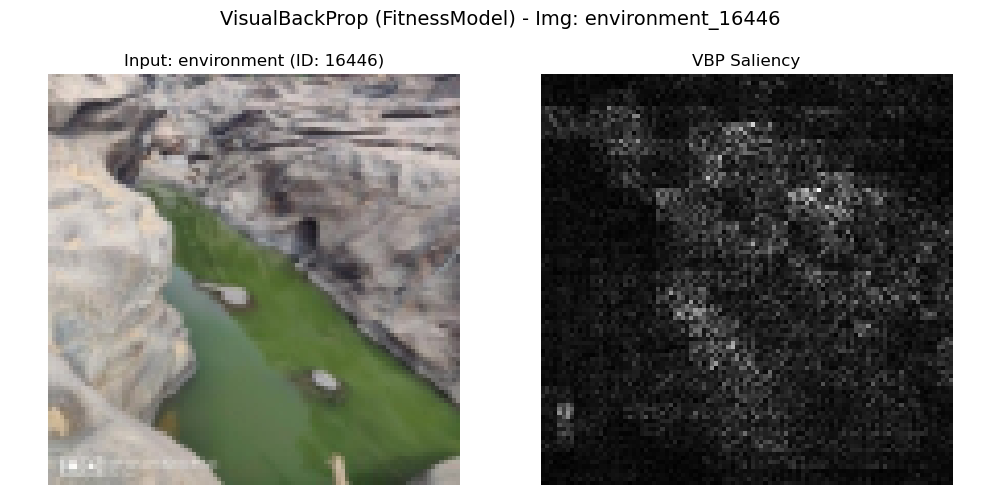 VisualBackProp (FitnessModel) - Img: environment_16446
Input: environment (ID: 16446)
VBP Saliency